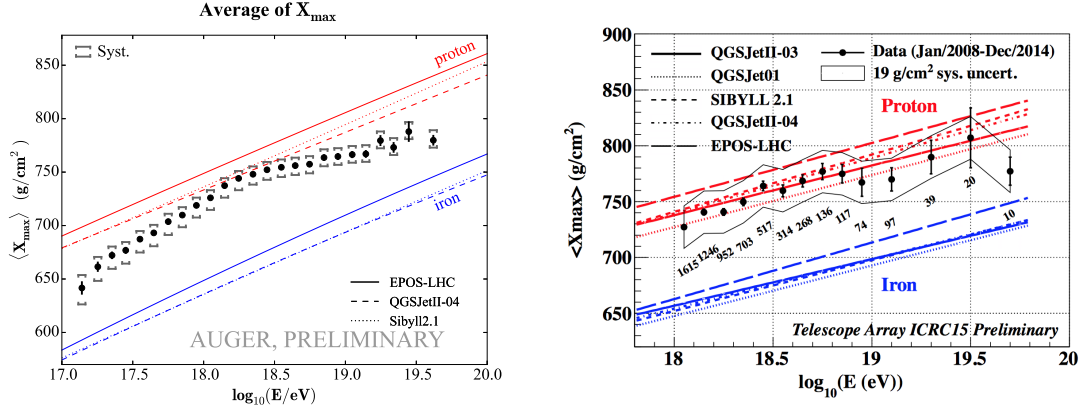 Average of Xmax
⟨Xmax⟩ (g/cm²)
850
800
750
700
650
600
Syst.
proton
iron
EPOS-LHC
QGSJetII-04
Sibyll2.1
AUGER, PRELIMINARY
17.0 17.5 18.0 18.5 19.0 19.5 20.0
log10(E/eV)
<Xmax> (g/cm²)
900
850
800
750
700
650
QGSJetII-03
QGSJet01
SIBYLL 2.1
QGSJetII-04
EPOS-LHC
Data (Jan/2008-Dec/2014)
19 g/cm² sys. uncert.
Proton
1615 1246 952 703 517 314 268 136 117 74 97 39 20 10
Iron
Telescope Array ICRC15 Preliminary
18 18.5 19 19.5 20
log10(E (eV))